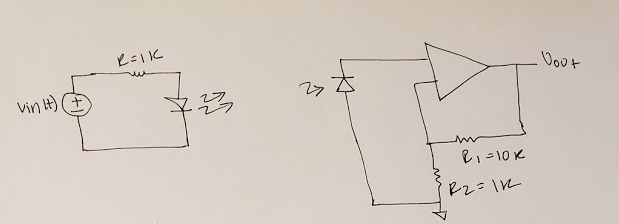 R=1K
Vin(t)
+
Vout
R1=10K
R2=1K